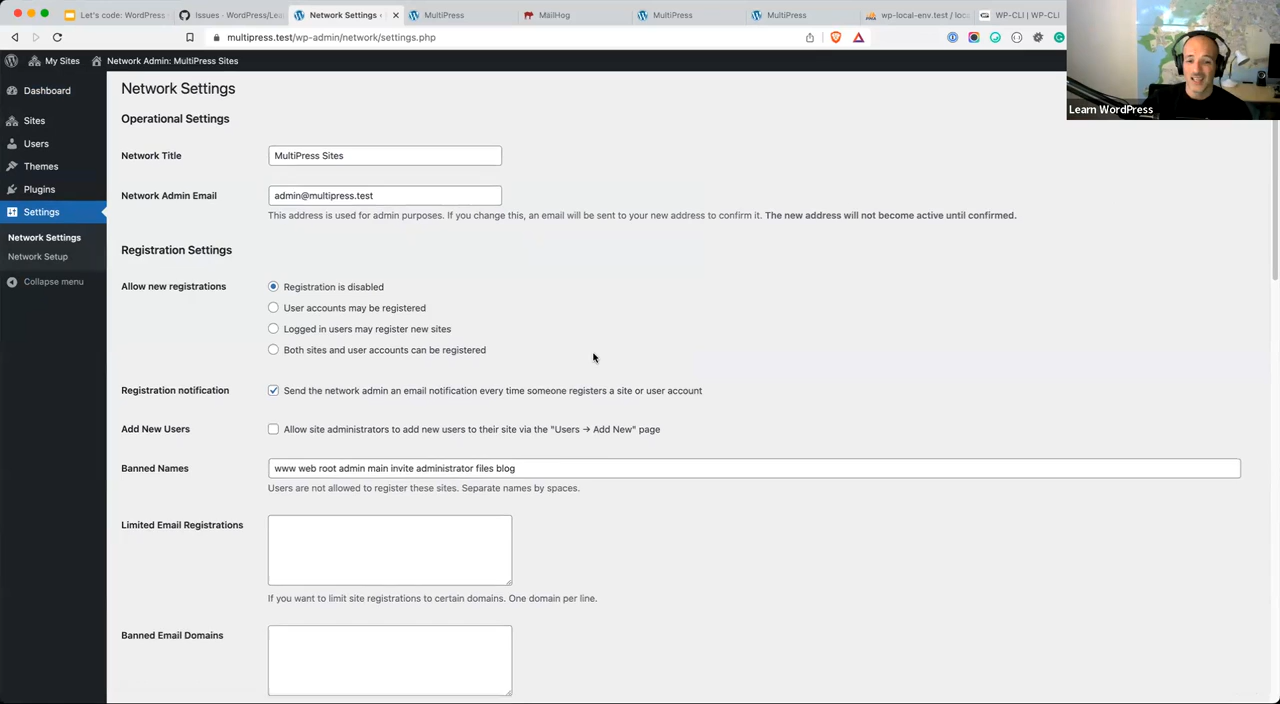 Let's code: WordPress
Issues · WordPress/Lea
Network Settings ‹
MultiPress
MailHog
MultiPress
MultiPress
wp-local-env.test / loca
WP-CLI | WP-CLI
multipress.test/wp-admin/network/settings.php
My Sites
Network Admin: MultiPress Sites
Learn WordPress
Dashboard
Sites
Users
Themes
Plugins
Settings
Network Settings
Network Setup
Collapse menu
Network Settings
Operational Settings
Network Title
MultiPress Sites
Network Admin Email
admin@multipress.test
This address is used for admin purposes. If you change this, an email will be sent to your new address to confirm it. The new address will not become active until confirmed.
Registration Settings
Allow new registrations
Registration is disabled
User accounts may be registered
Logged in users may register new sites
Both sites and user accounts can be registered
Registration notification
Send the network admin an email notification every time someone registers a site or user account
Add New Users
Allow site administrators to add new users to their site via the "Users → Add New" page
Banned Names
www web root admin main invite administrator files blog
Users are not allowed to register these sites. Separate names by spaces.
Limited Email Registrations
If you want to limit site registrations to certain domains. One domain per line.
Banned Email Domains